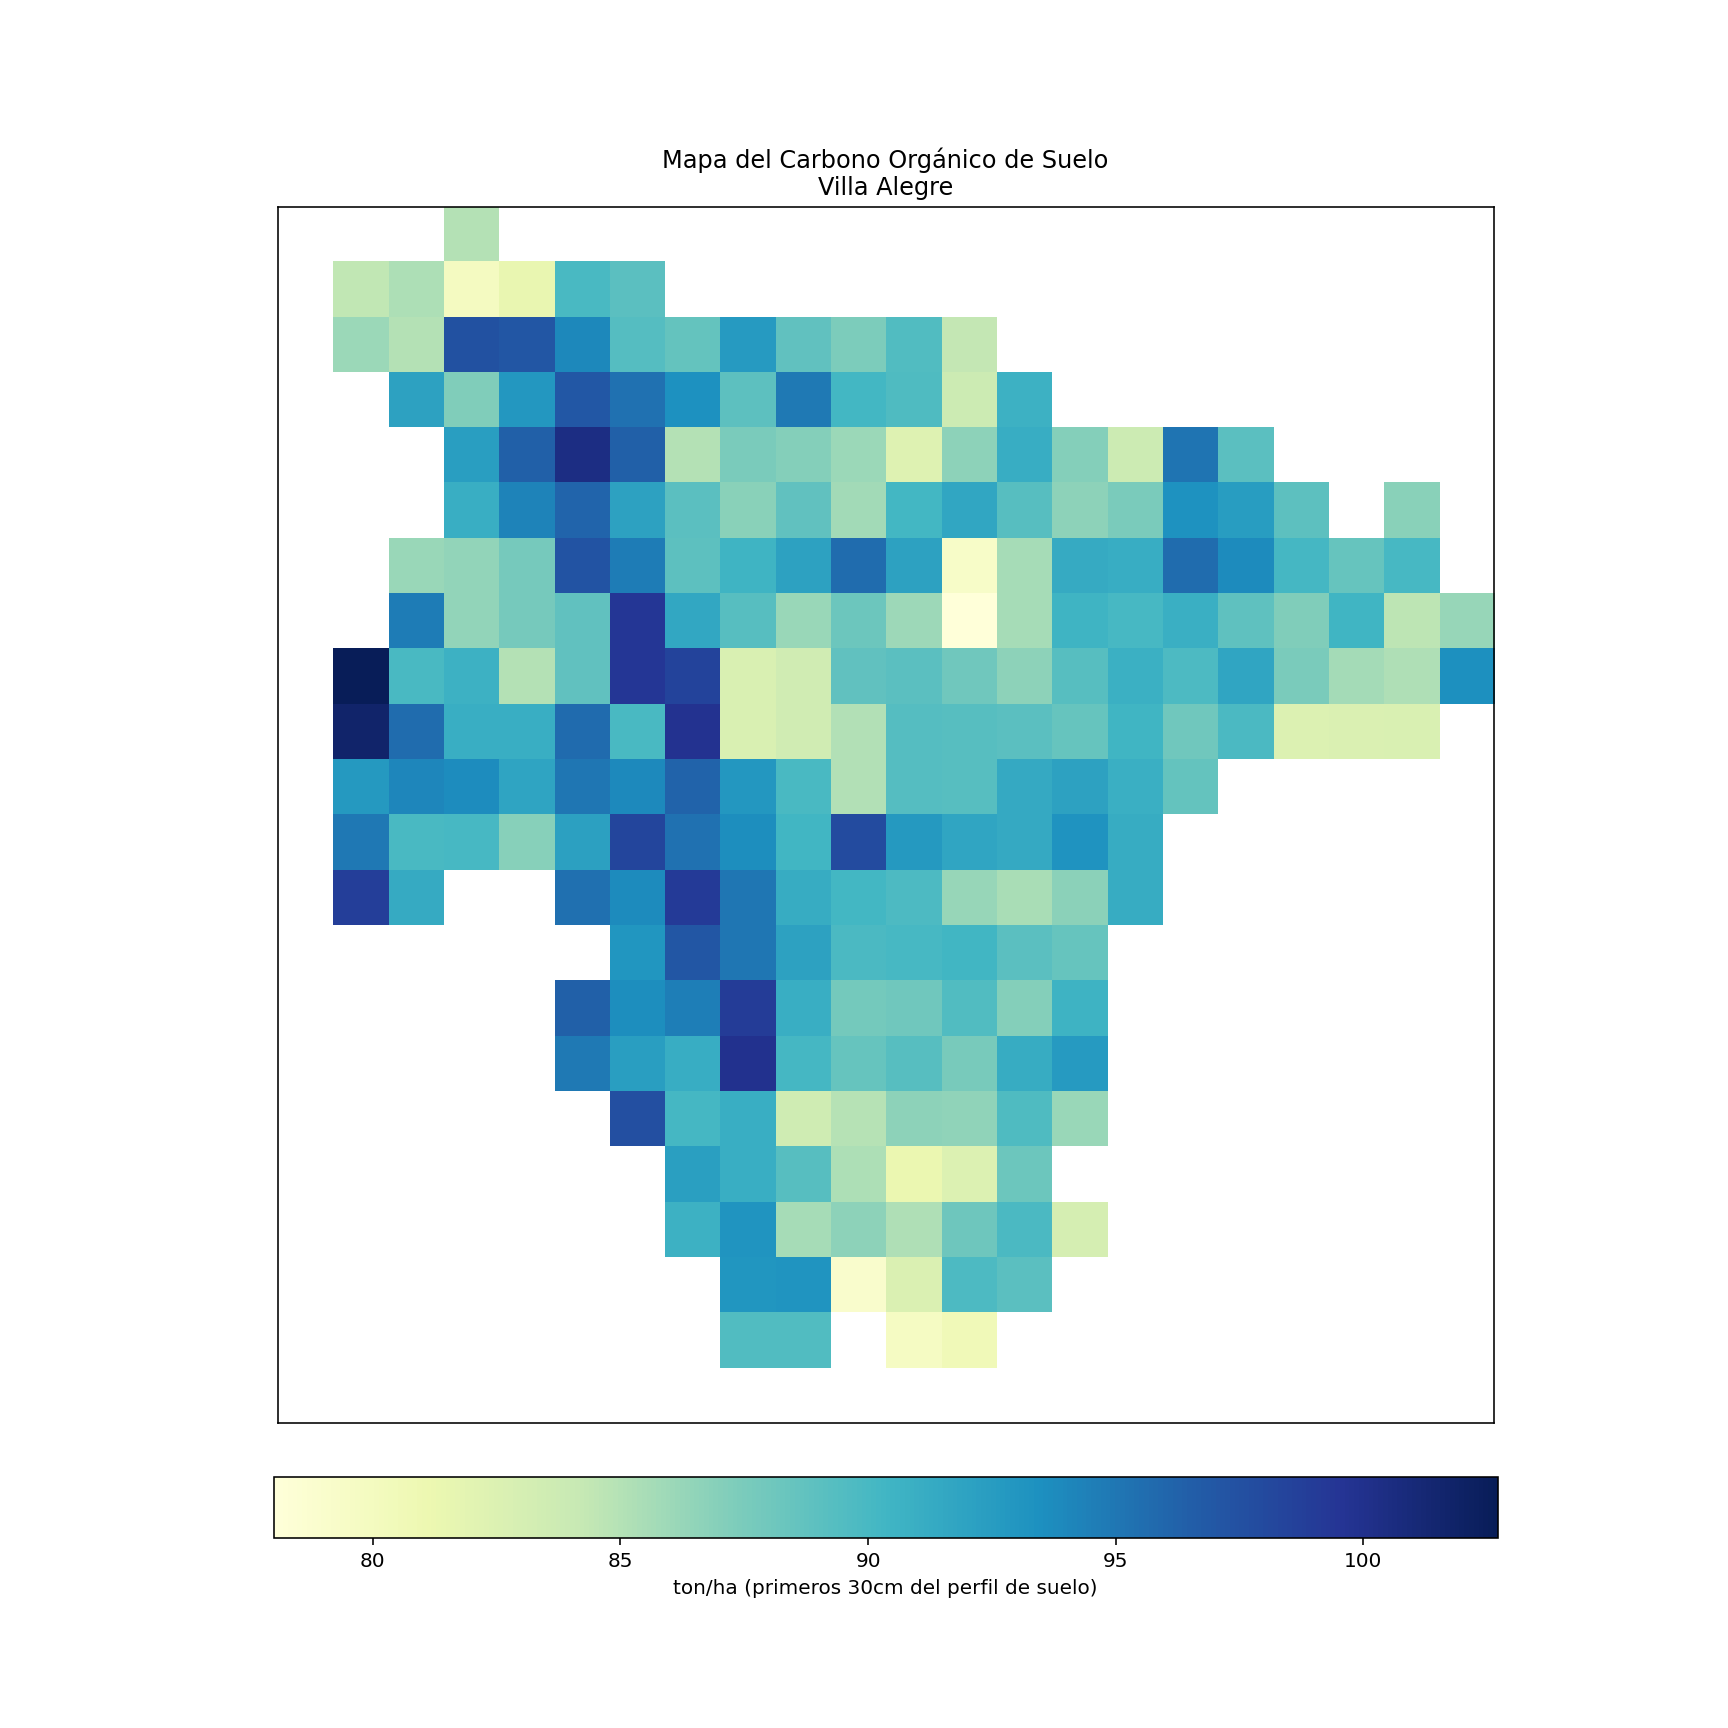 Mapa del Carbono Orgánico de Suelo
Villa Alegre
80 85 90 95 100
ton/ha (primeros 30cm del perfil de suelo)